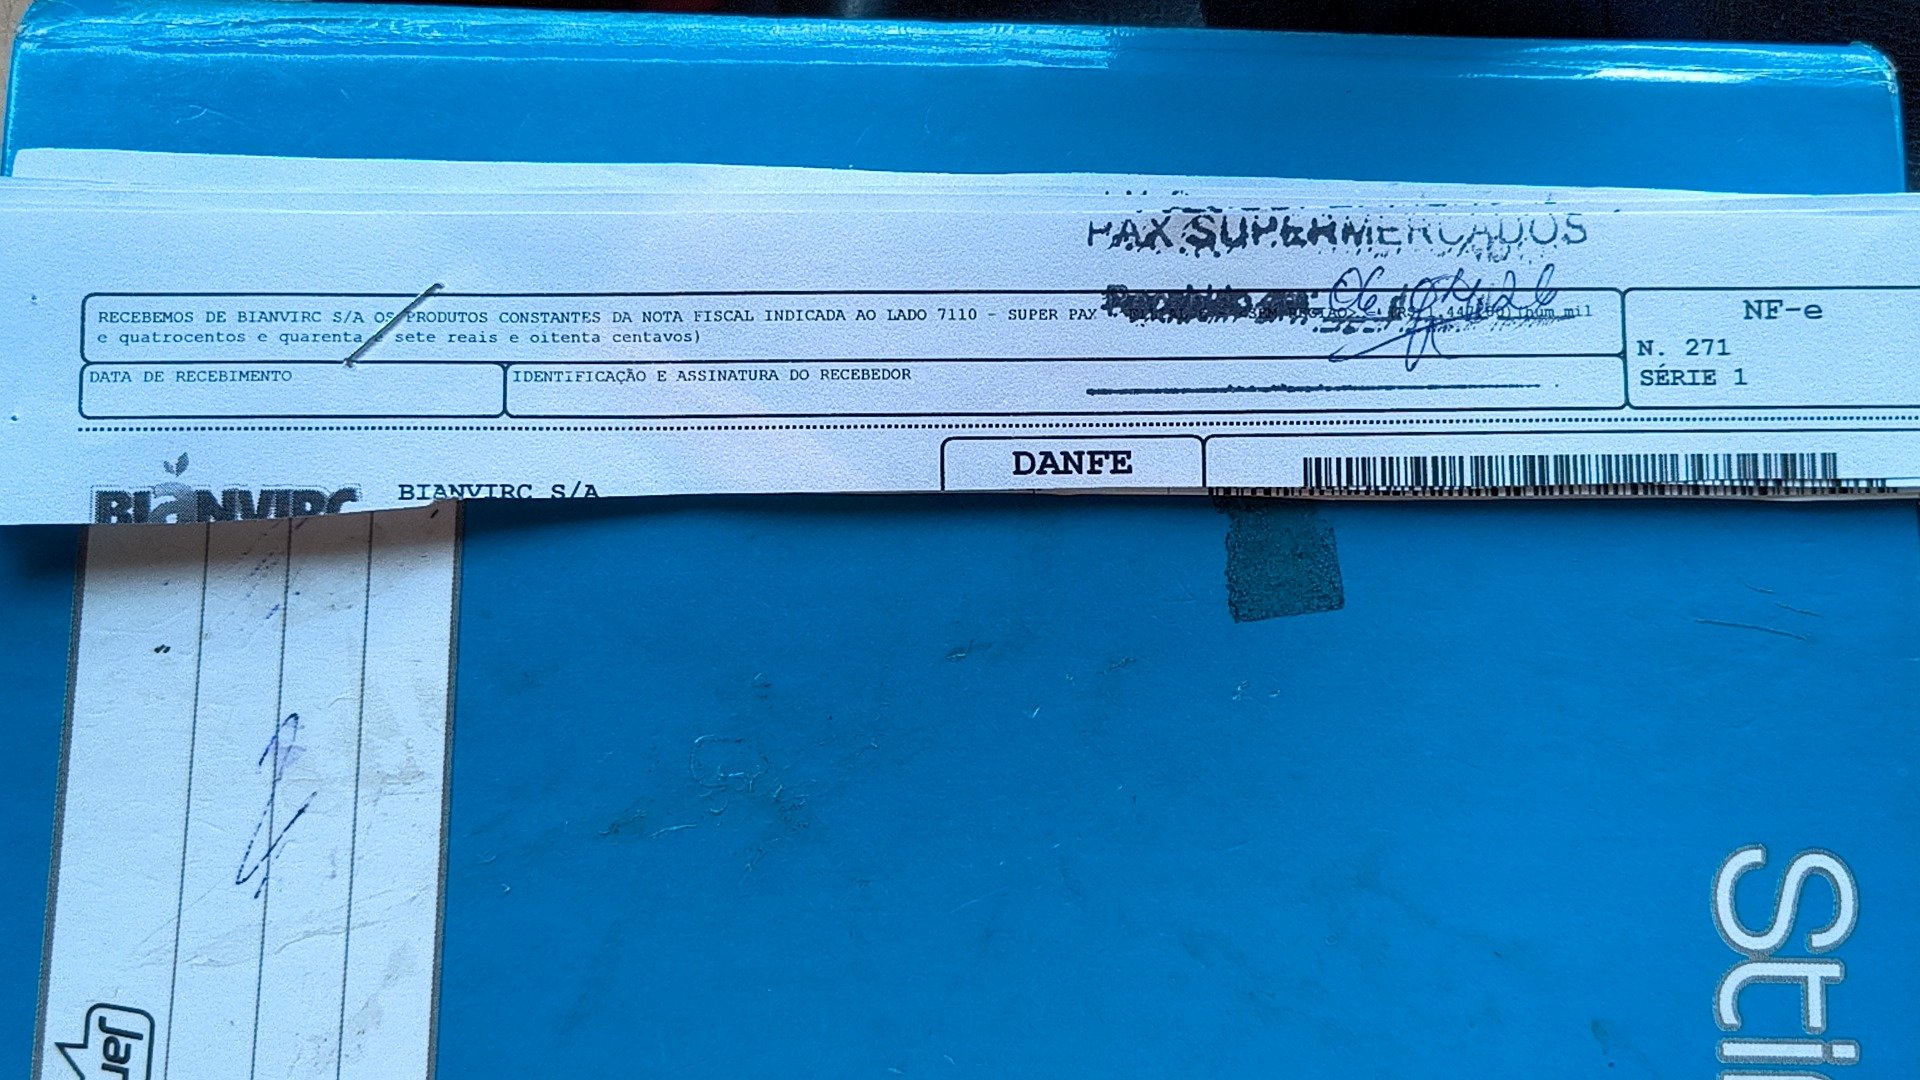 PAX SUPERMERCADOS
RECEBEMOS DE BIANVIRC S/A OS PRODUTOS CONSTANTES DA NOTA FISCAL INDICADA AO LADO 7110 - SUPER PAX
e quatrocentos e quarenta e sete reais e oitenta centavos)
NF-e
N. 271
SÉRIE 1
DATA DE RECEBIMENTO
IDENTIFICAÇÃO E ASSINATURA DO RECEBEDOR
BIANVIRC
BIANVIRC S/A
DANFE